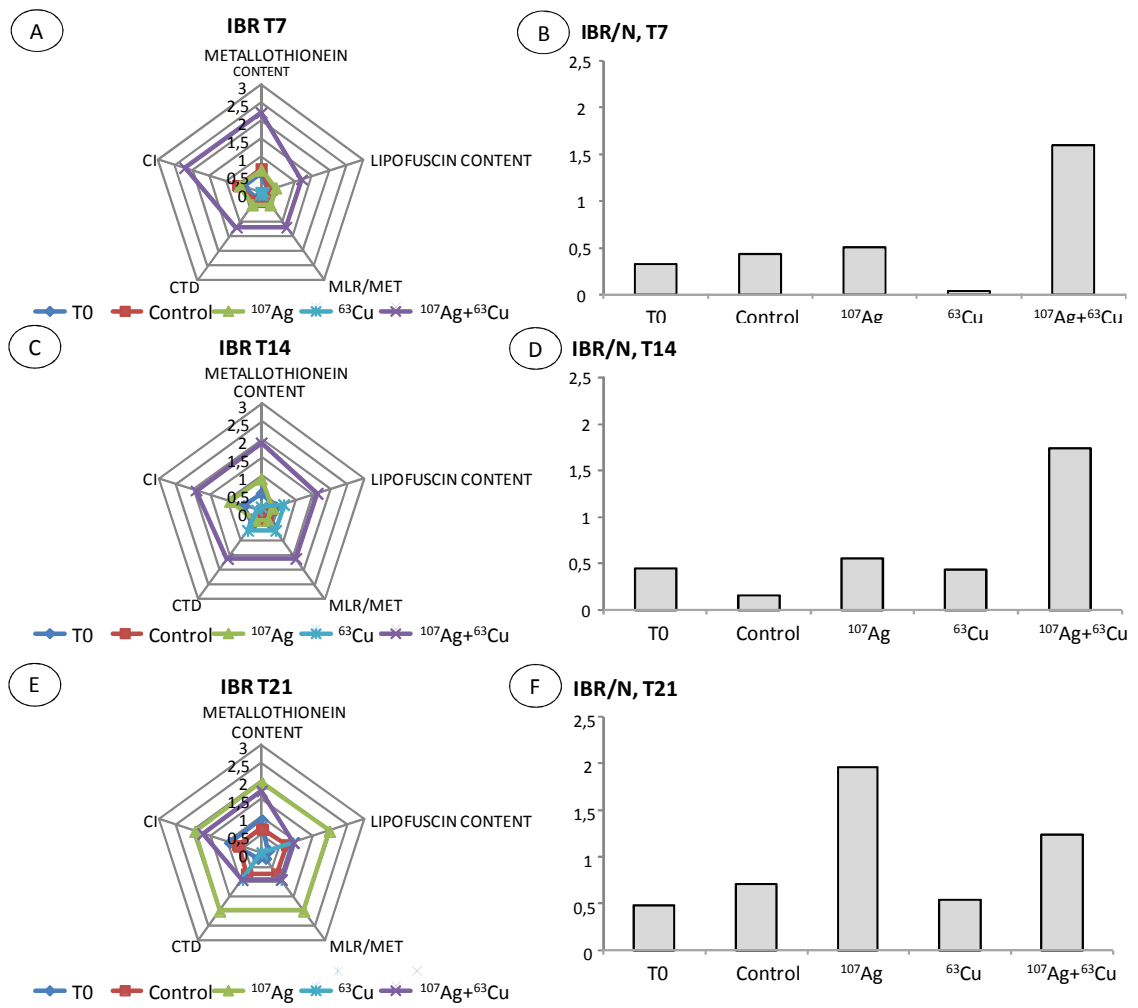 A
IBR T7
METALLOTHIONEIN
CONTENT
3
2,5
2
1,5
1
0,5
0
CI
LIPOFUSCIN CONTENT
CTD
MLR/MET
T0 Control ¹⁰⁷Ag ⁶³Cu ¹⁰⁷Ag+⁶³Cu
B
IBR/N, T7
2,5
2
1,5
1
0,5
0
T0 Control ¹⁰⁷Ag ⁶³Cu ¹⁰⁷Ag+⁶³Cu
C
IBR T14
METALLOTHIONEIN
CONTENT
3
2,5
2
1,5
1
0,5
0
CI
LIPOFUSCIN CONTENT
CTD
MLR/MET
T0 Control ¹⁰⁷Ag ⁶³Cu ¹⁰⁷Ag+⁶³Cu
D
IBR/N, T14
2,5
2
1,5
1
0,5
0
T0 Control ¹⁰⁷Ag ⁶³Cu ¹⁰⁷Ag+⁶³Cu
E
IBR T21
METALLOTHIONEIN
CONTENT
3
2,5
2
1,5
1
0,5
0
CI
LIPOFUSCIN CONTENT
CTD
MLR/MET
T0 Control ¹⁰⁷Ag ⁶³Cu ¹⁰⁷Ag+⁶³Cu
F
IBR/N, T21
2,5
2
1,5
1
0,5
0
T0 Control ¹⁰⁷Ag ⁶³Cu ¹⁰⁷Ag+⁶³Cu